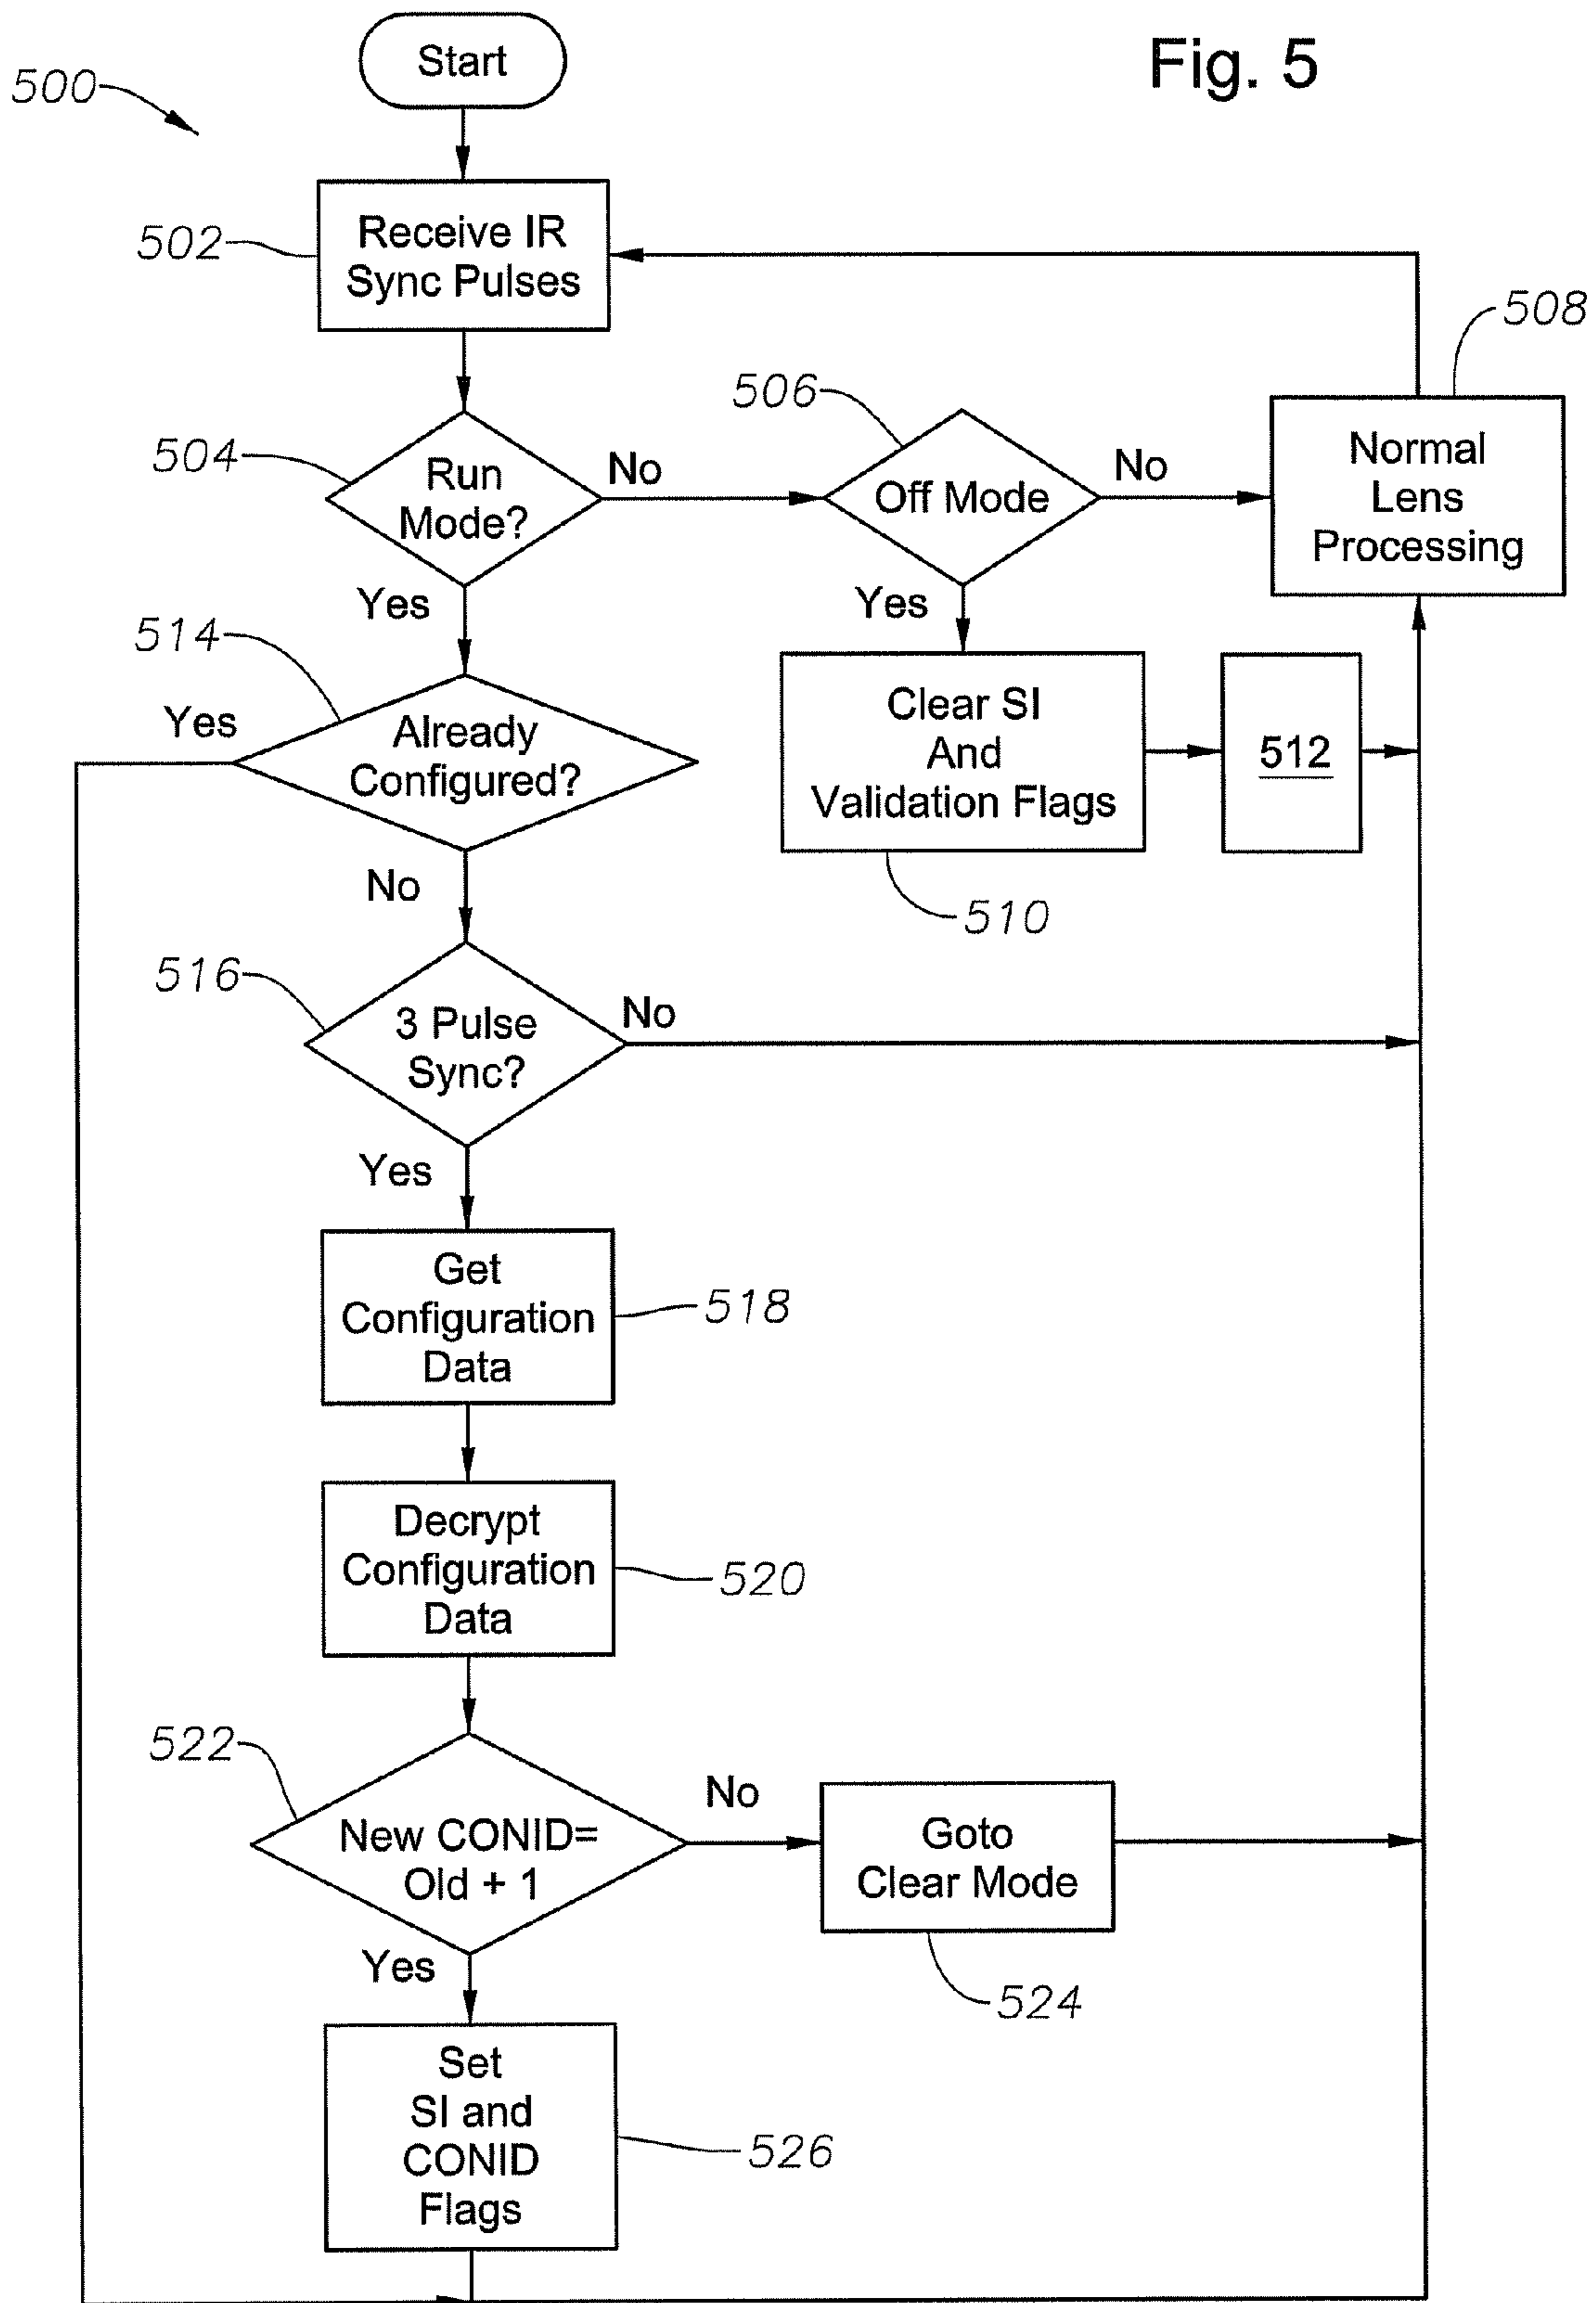 Fig. 5
500
Start
502
Receive IR
Sync Pulses
504
Run
Mode?
No
Yes
506
Off Mode
No
Yes
508
Normal
Lens
Processing
510
Clear SI
And
Validation Flags
512
514
Already
Configured?
Yes
No
516
3 Pulse
Sync?
No
Yes
Get
Configuration
Data
518
Decrypt
Configuration
Data
520
522
New CONID=
Old + 1
No
Yes
Goto
Clear Mode
524
Set
SI and
CONID
Flags
526